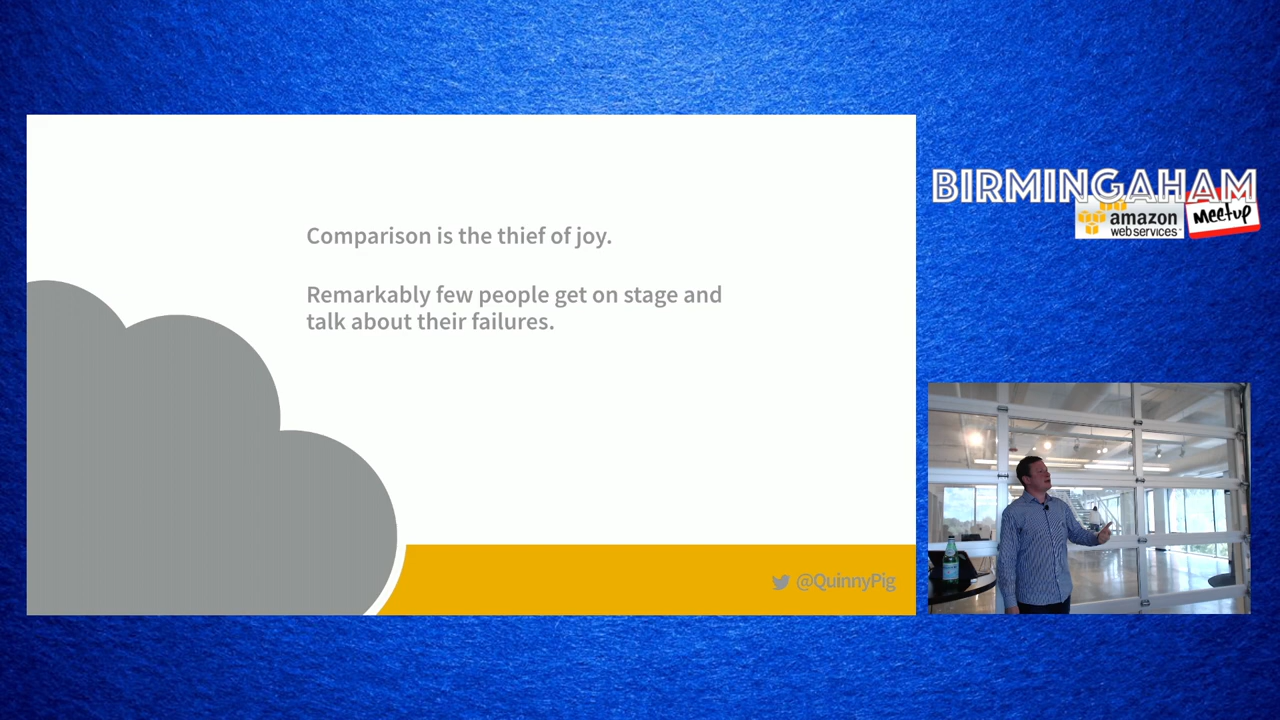 Comparison is the thief of joy.
Remarkably few people get on stage and
talk about their failures.
@QuinnyPig
BIRMINGAHAM
amazon
webservices™
Meetup